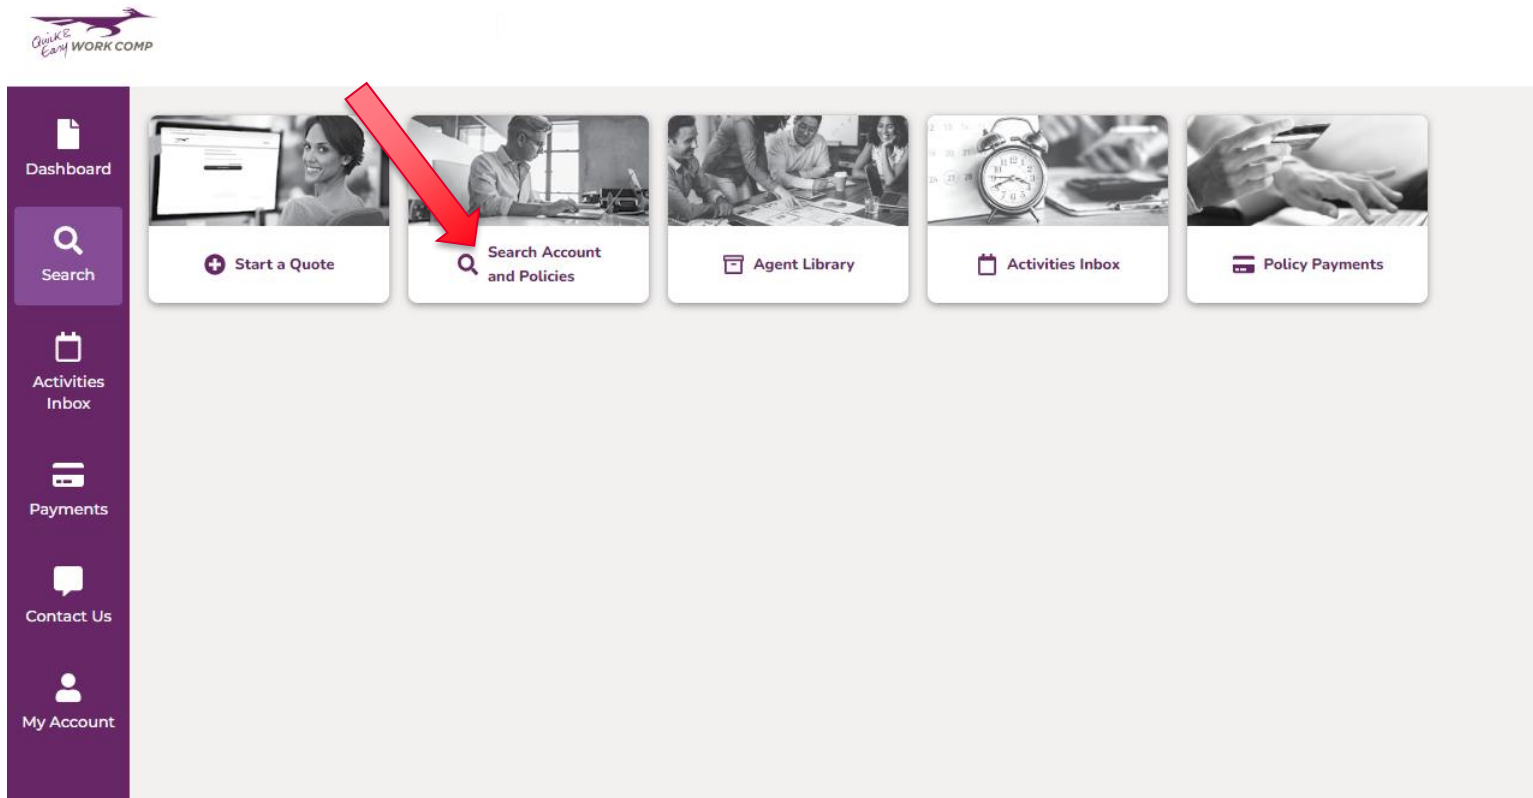 Quick &
Easy WORK COMP
Dashboard
Search
Activities
Inbox
Payments
Contact Us
My Account
Start a Quote
Search Account
and Policies
Agent Library
Activities Inbox
Policy Payments